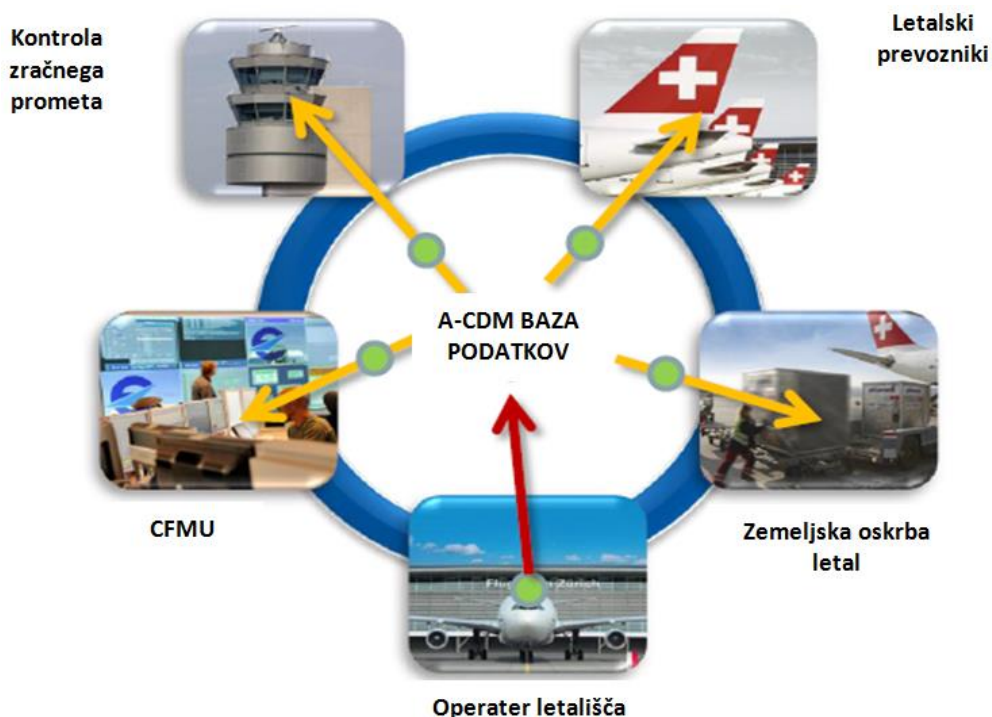 Kontrola
zračnega
prometa
Letalski
prevozniki
A-CDM BAZA
PODATKOV
CFMU
Zemeljska oskrba
letal
Operater letališča